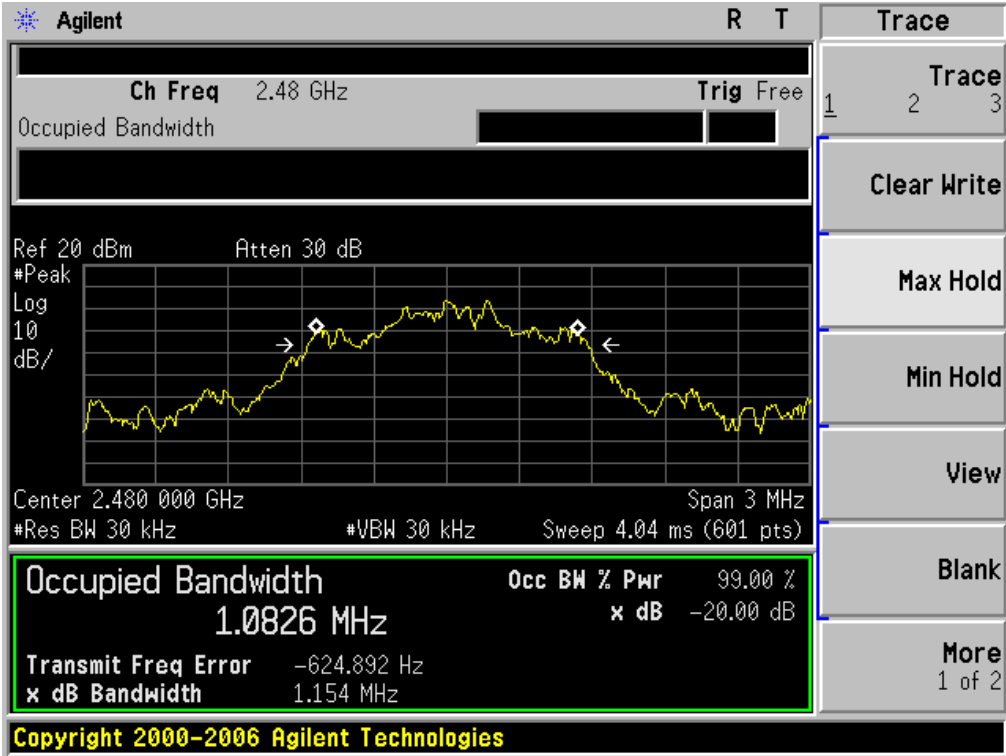 Agilent R T
Trace
Ch Freq 2.48 GHz Trig Free
Occupied Bandwidth
Trace
1 2 3
Clear Write
Max Hold
Min Hold
View
Blank
More
1 of 2
Ref 20 dBm Atten 30 dB
#Peak
Log
10
dB/
Center 2.480 000 GHz Span 3 MHz
#Res BW 30 kHz #VBW 30 kHz Sweep 4.04 ms (601 pts)
Occupied Bandwidth
1.0826 MHz
Occ BW % Pwr 99.00 %
x dB -20.00 dB
Transmit Freq Error -624.892 Hz
x dB Bandwidth 1.154 MHz
Copyright 2000-2006 Agilent Technologies